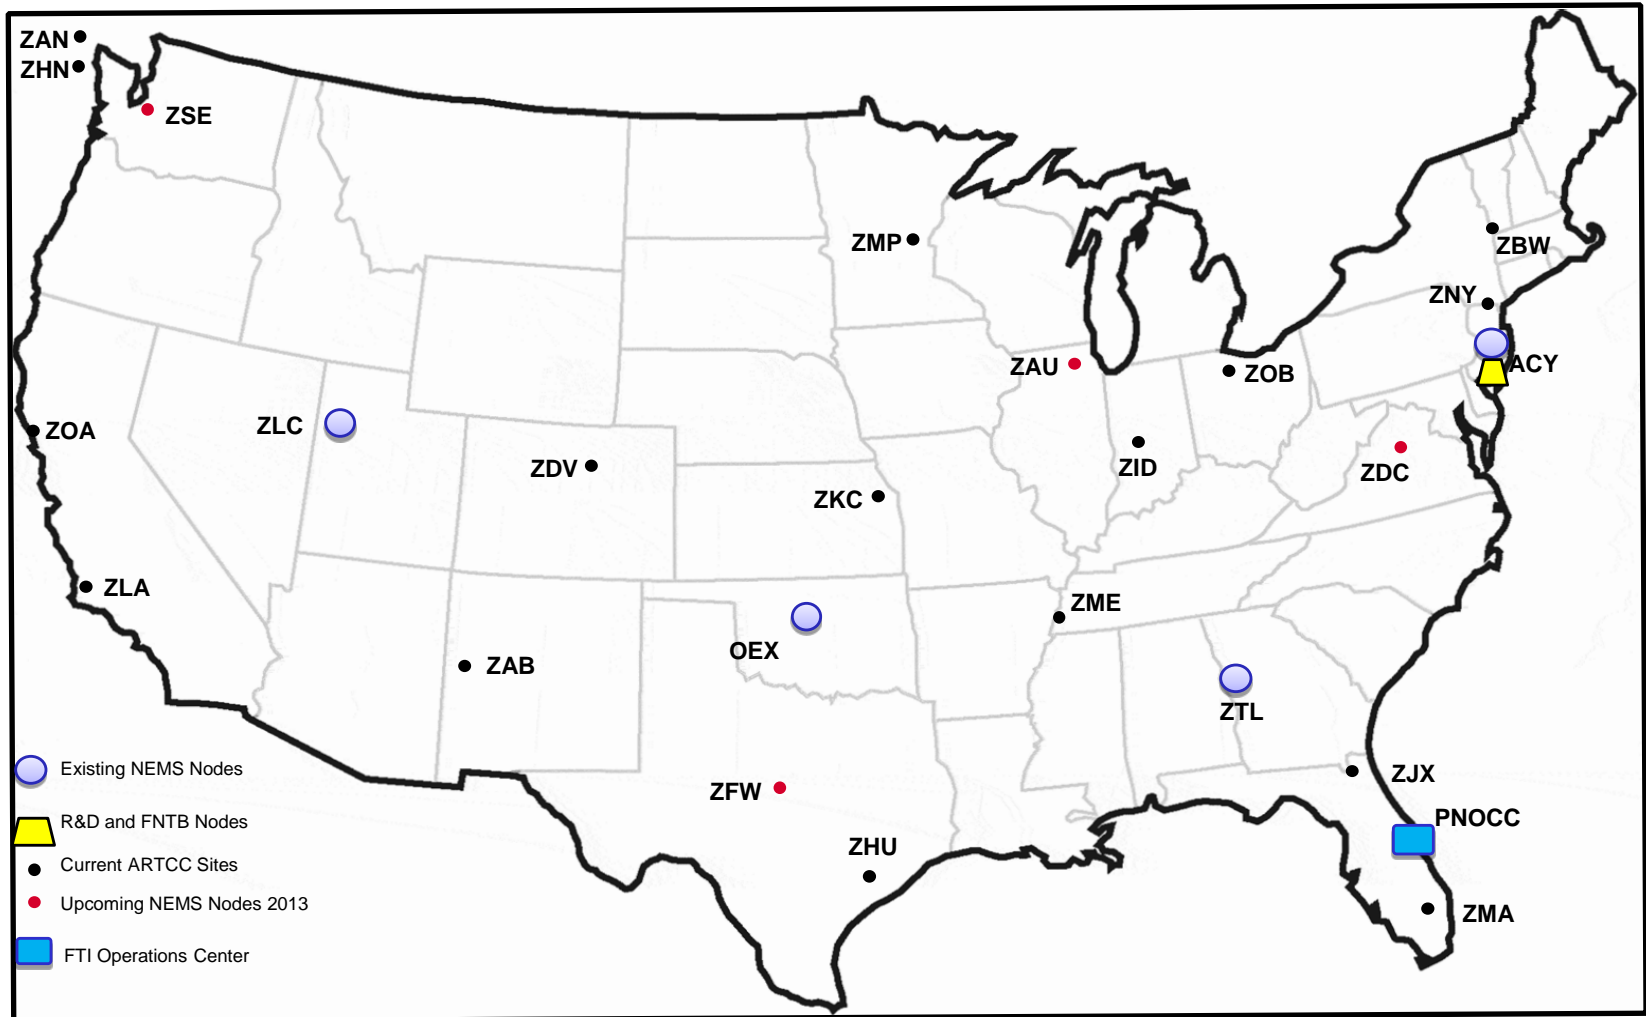 ZAN
ZHN
ZSE
ZMP
ZBW
ZNY
ZAU
ZOB
ACY
ZOA
ZLC
ZDV
ZID
ZDC
ZKC
ZLA
ZME
OEX
ZAB
ZTL
Existing NEMS Nodes
ZFW
ZJX
R&D and FNTB Nodes
PNOCC
ZHU
Current ARTCC Sites
Upcoming NEMS Nodes 2013
ZMA
FTI Operations Center